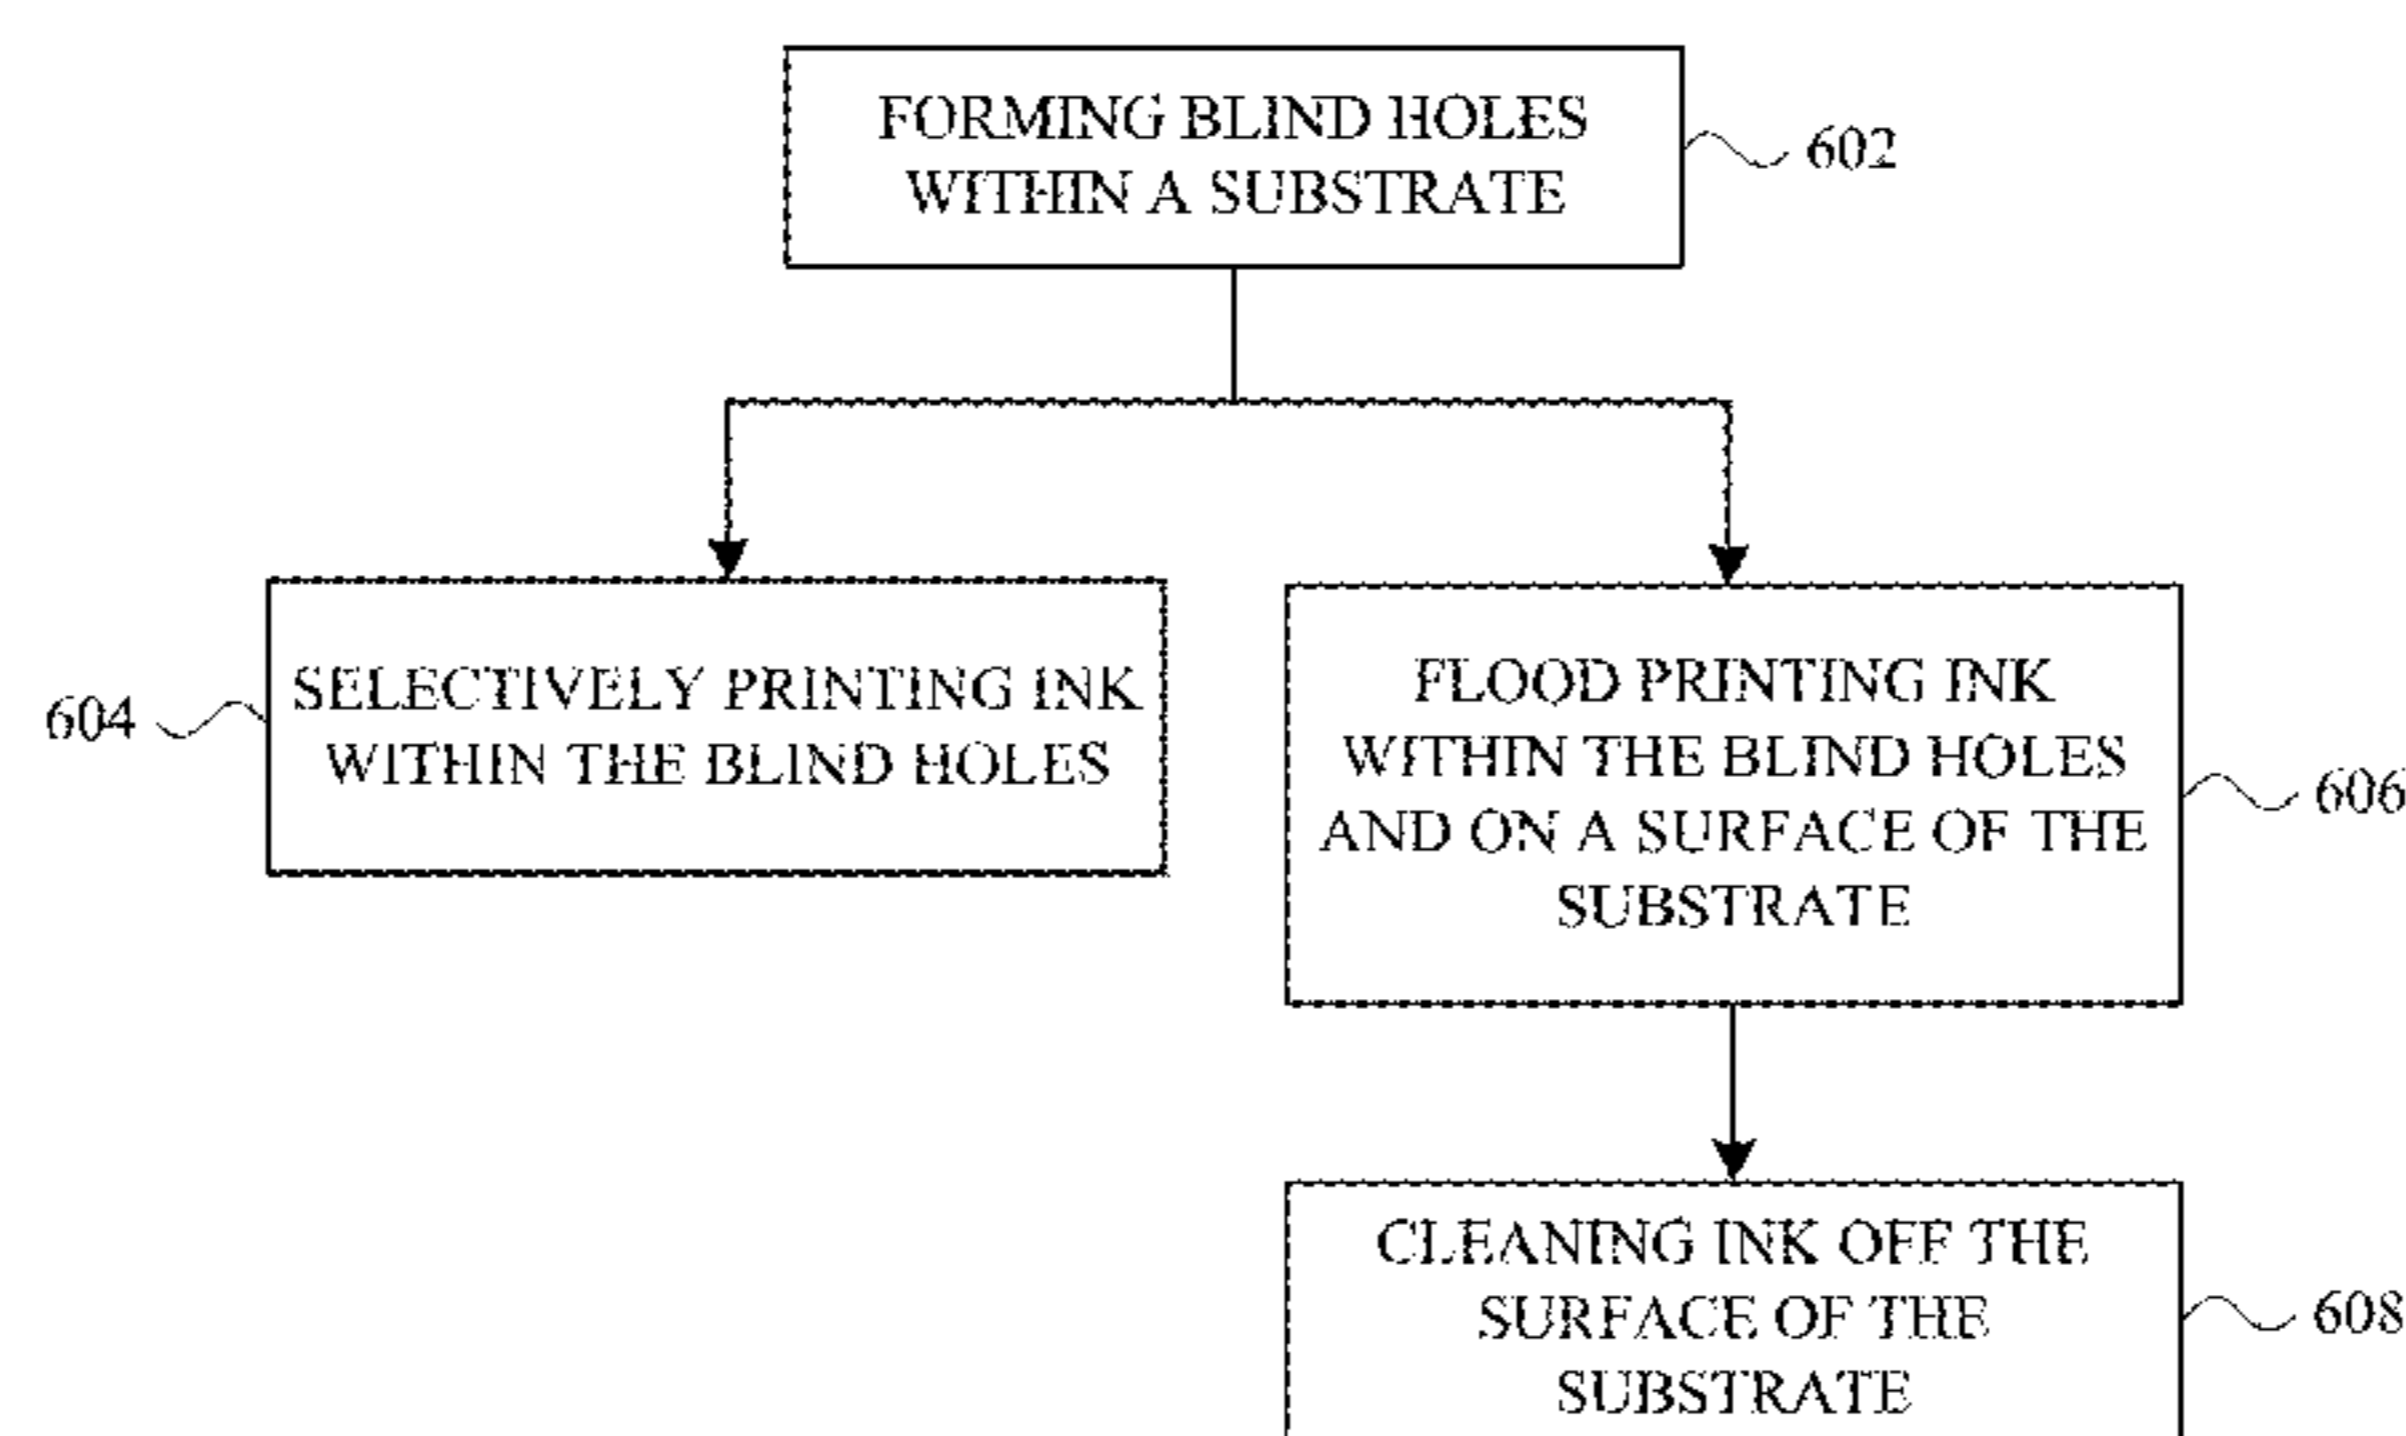 FORMING BLIND HOLES
WITHIN A SUBSTRATE
602
SELECTIVELY PRINTING INK
WITHIN THE BLIND HOLES
604
FLOOD PRINTING INK
WITHIN THE BLIND HOLES
AND ON A SURFACE OF THE
SUBSTRATE
606
CLEANING INK OFF THE
SURFACE OF THE
SUBSTRATE
608